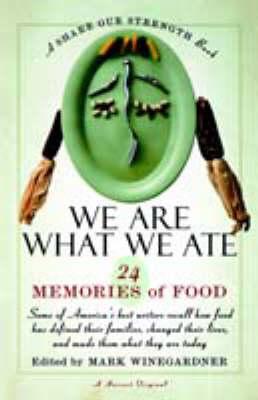 A SHARE OUR STRENGTH Book
WE ARE
WHAT WE ATE
24
MEMORIES of FOOD
Some of America's best writers recall how food
has defined their families, changed their lives,
and made them what they are today
Edited by MARK WINEGARDNER
A Harvest Original